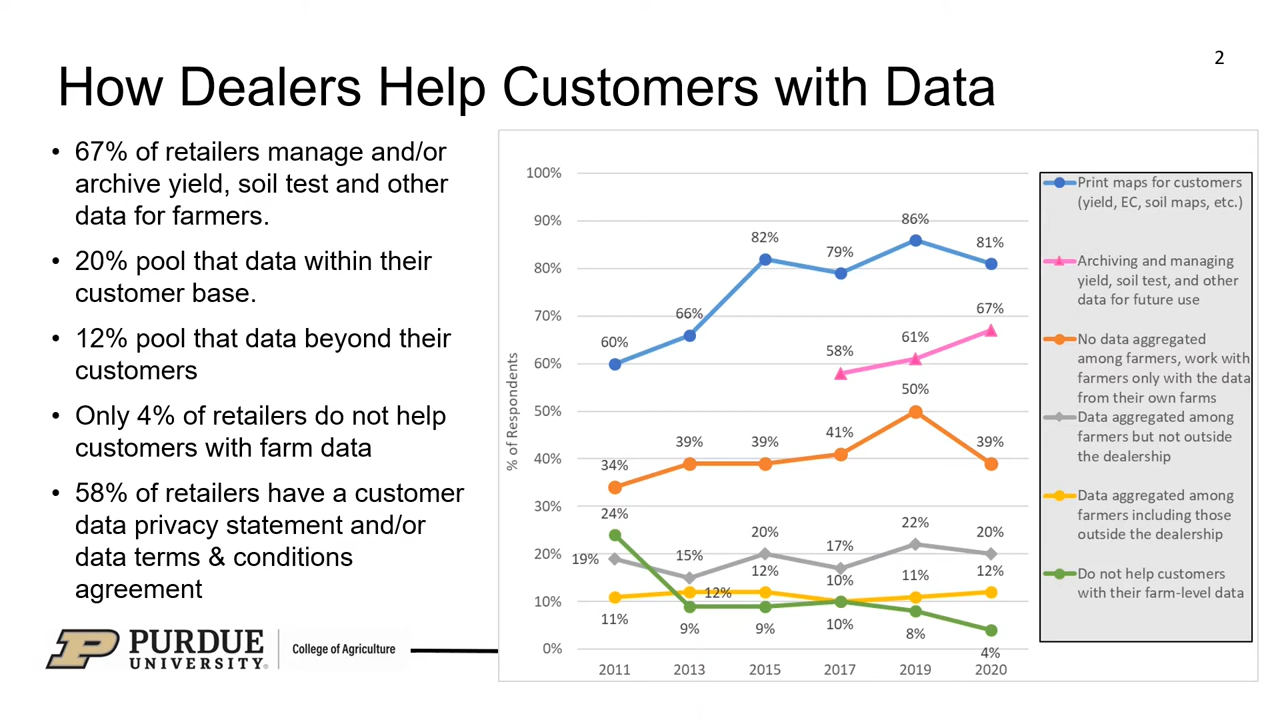 2
How Dealers Help Customers with Data
• 67% of retailers manage and/or
archive yield, soil test and other
data for farmers.
• 20% pool that data within their
customer base.
• 12% pool that data beyond their
customers
• Only 4% of retailers do not help
customers with farm data
• 58% of retailers have a customer
data privacy statement and/or
data terms & conditions
agreement
PURDUE
UNIVERSITY®
College of Agriculture
% of Respondents
100%
90%
80%
70%
60%
50%
40%
30%
20%
10%
0%
60%
66%
82%
79%
86%
81%
58%
61%
67%
34%
39%
39%
41%
50%
39%
19%
15%
20%
17%
22%
20%
11%
12%
12%
10%
11%
12%
24%
9%
9%
10%
8%
4%
2011
2013
2015
2017
2019
2020
Print maps for customers
(yield, EC, soil maps, etc.)
Archiving and managing
yield, soil test, and other
data for future use
No data aggregated
among farmers, work with
farmers only with the data
from their own farms
Data aggregated among
farmers but not outside
the dealership
Data aggregated among
farmers including those
outside the dealership
Do not help customers
with their farm-level data